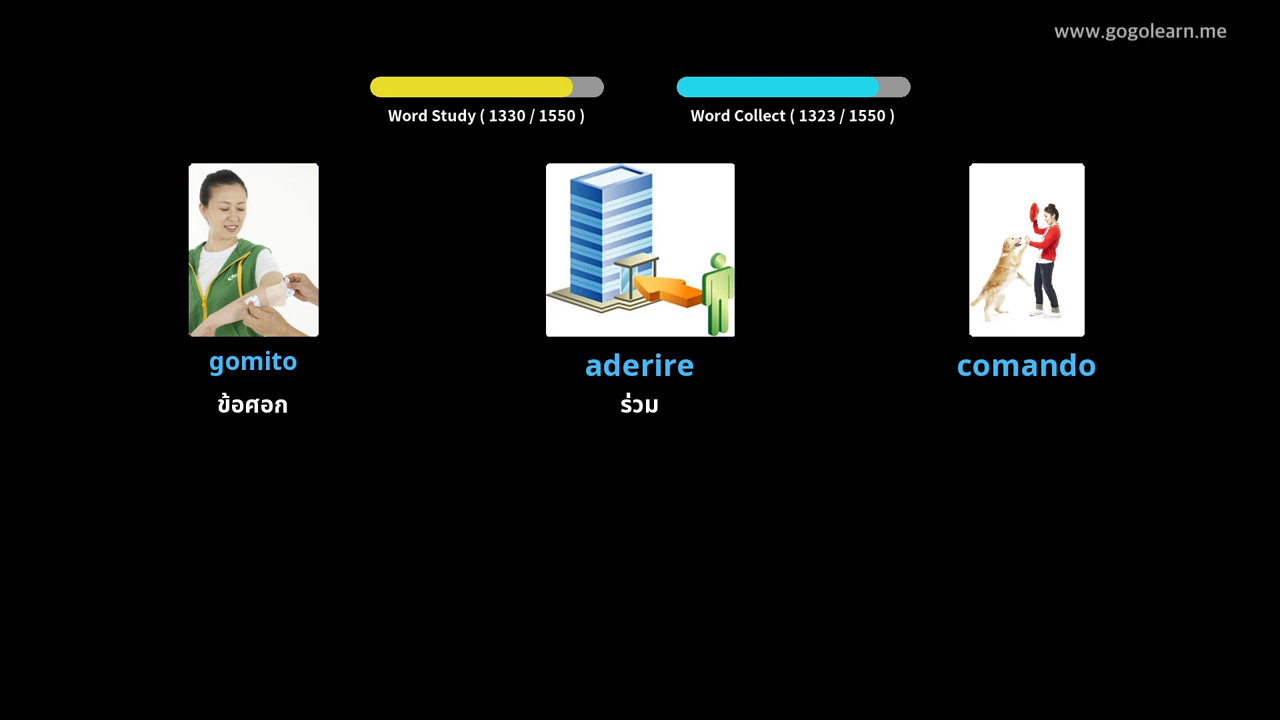 www.gogolearn.me
Word Study ( 1330 / 1550 )
Word Collect ( 1323 / 1550 )
gomito
aderire
comando
ข้อศอก
ร่วม